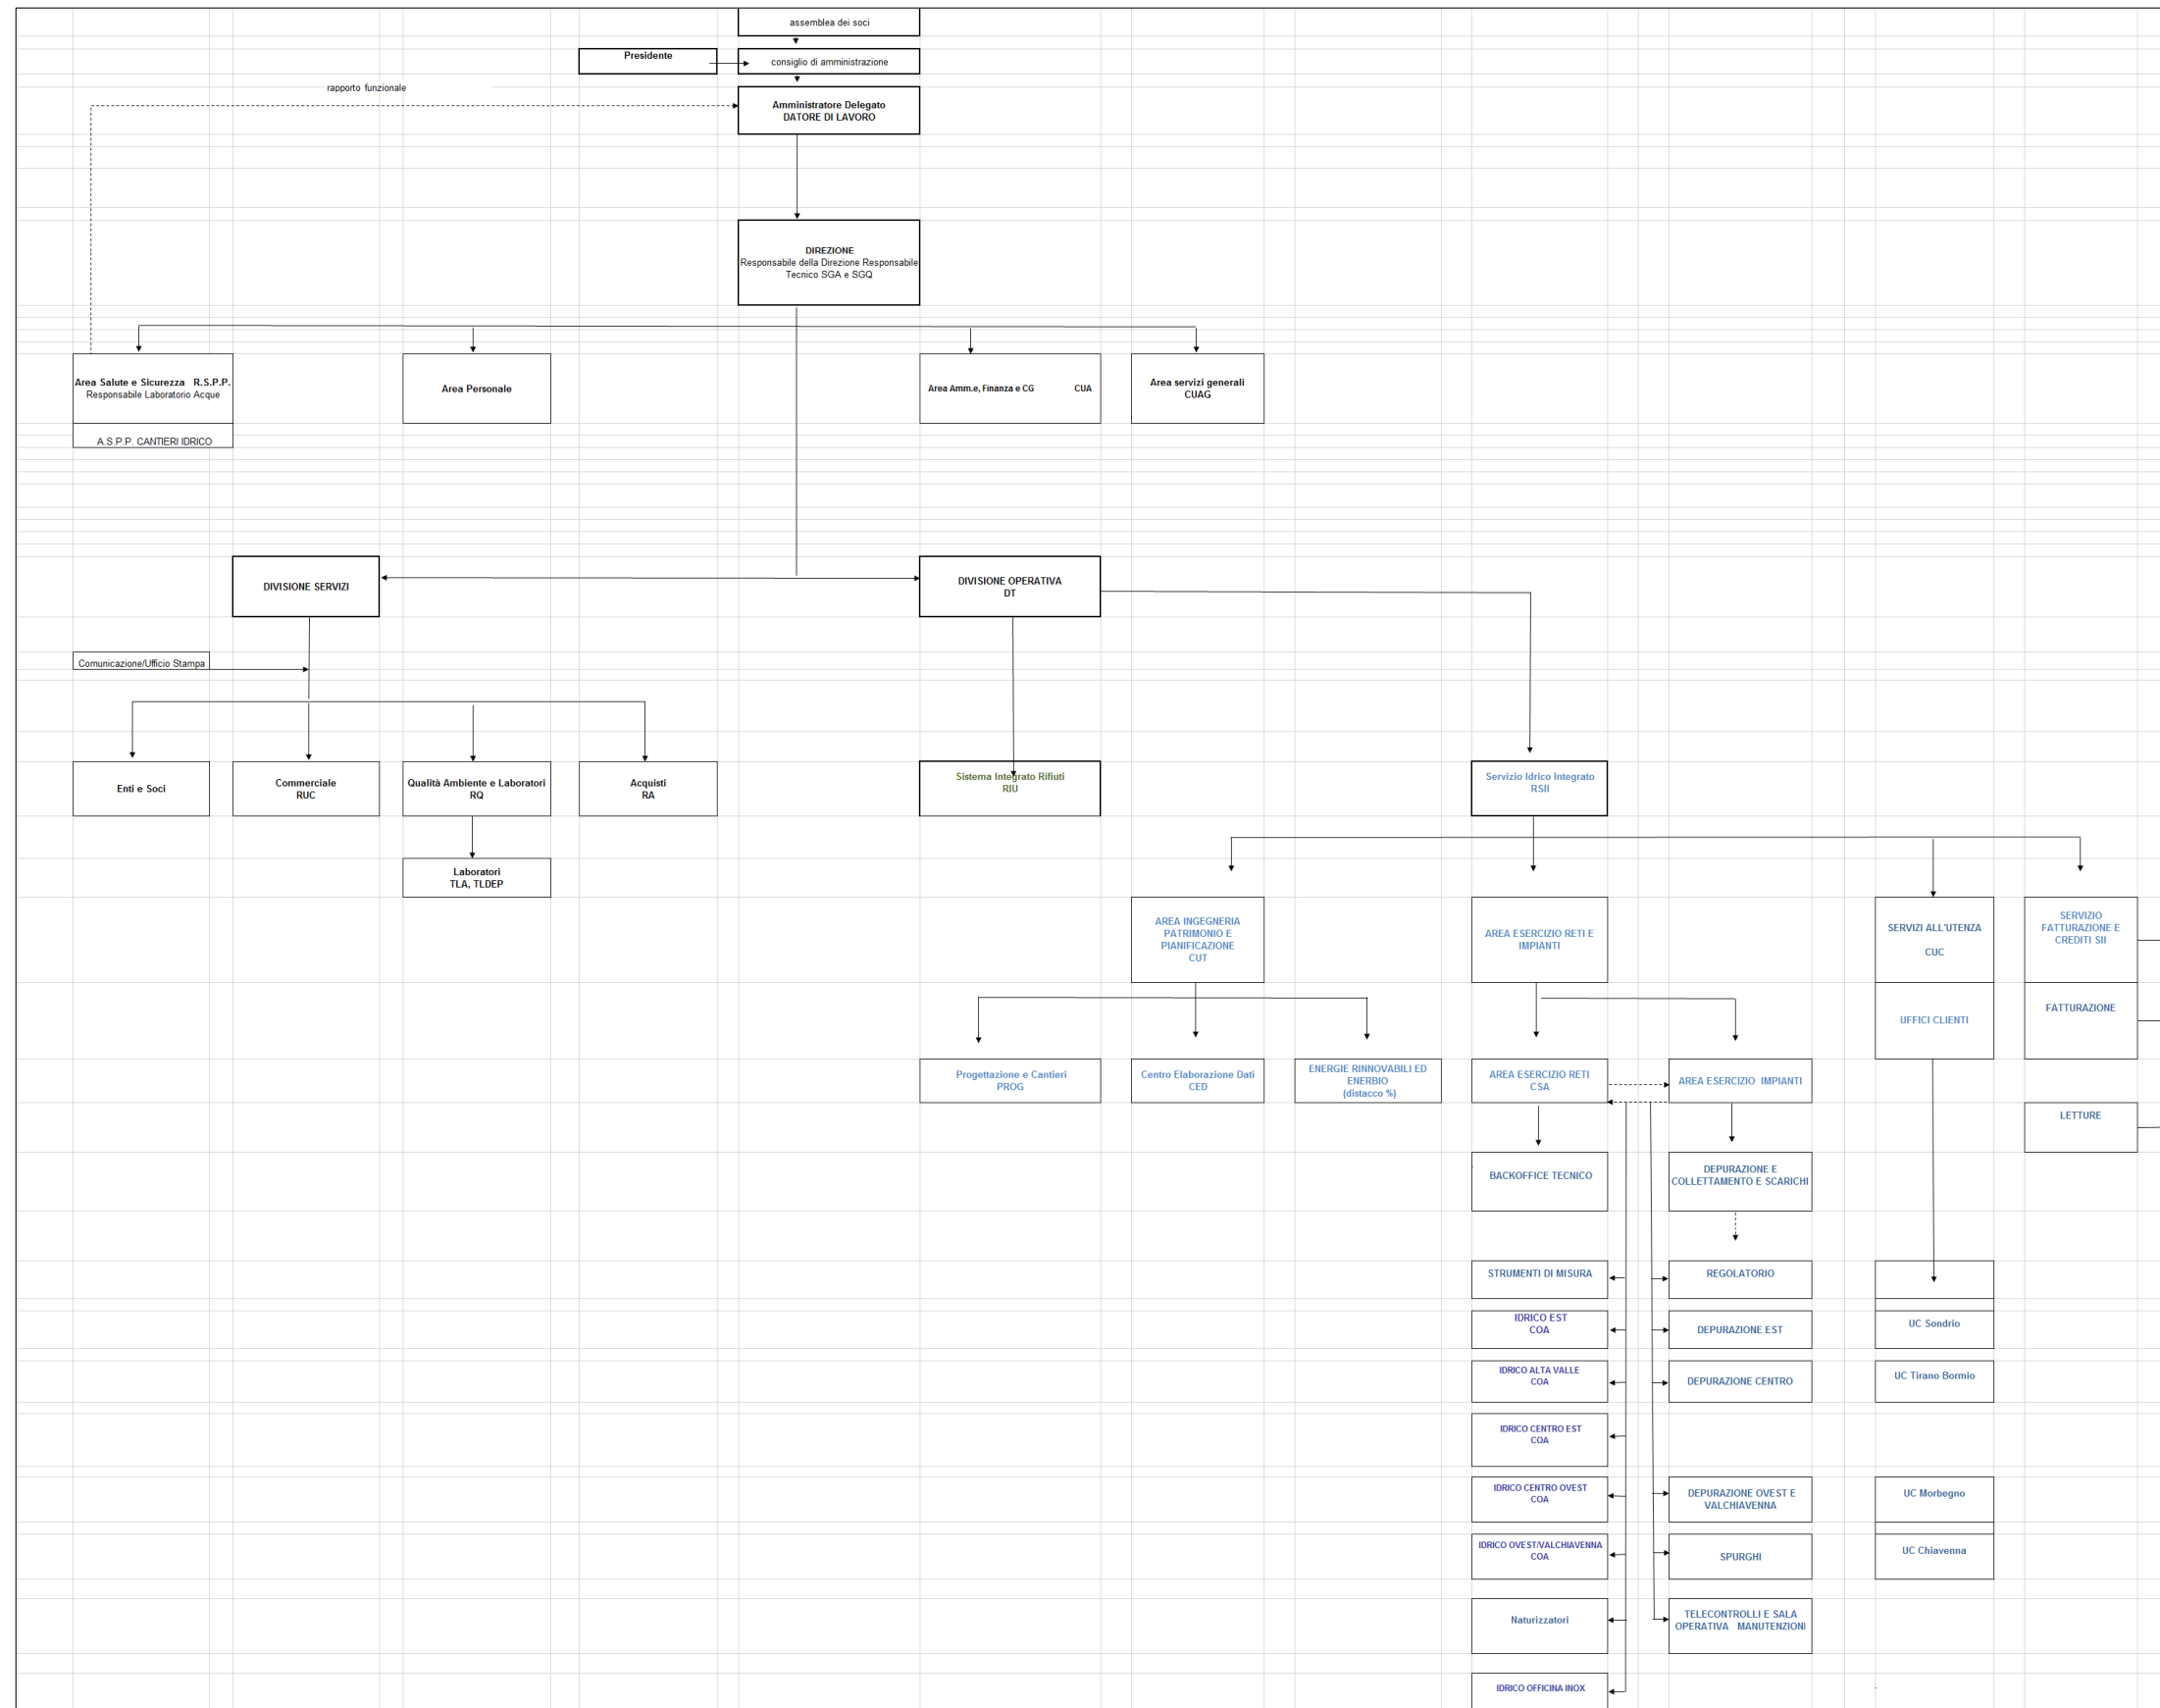 assemblea dei soci
Presidente
consiglio di amministrazione
rapporto funzionale
Amministratore Delegato
DATORE DI LAVORO
DIREZIONE
Responsabile della Direzione Responsabile
Tecnico SGA e SGQ
Area Salute e Sicurezza R.S.P.P.
Responsabile Laboratorio Acque
A.S.P.P. CANTIERI IDRICO
Area Personale
Area Amm.e, Finanza e CG CUA
Area servizi generali
CUAG
DIVISIONE SERVIZI
DIVISIONE OPERATIVA
DT
Comunicazione/Ufficio Stampa
Enti e Soci
Commerciale
RUC
Qualità Ambiente e Laboratori
RQ
Acquisti
RA
Sistema Integrato Rifiuti
RIU
Servizio Idrico Integrato
RSII
Laboratori
TLA, TLDEP
AREA INGEGNERIA
PATRIMONIO E
PIANIFICAZIONE
CUT
AREA ESERCIZIO RETI E
IMPIANTI
SERVIZI ALL'UTENZA
CUC
SERVIZIO
FATTURAZIONE E
CREDITI SII
UFFICI CLIENTI
FATTURAZIONE
Progettazione e Cantieri
PROG
Centro Elaborazione Dati
CED
ENERGIE RINNOVABILI ED
ENERBIO
(distacco %)
AREA ESERCIZIO RETI
CSA
AREA ESERCIZIO IMPIANTI
LETTURE
BACKOFFICE TECNICO
DEPURAZIONE E
COLLETTAMENTO E SCARICHI
STRUMENTI DI MISURA
REGOLATORIO
IDRICO EST
COA
DEPURAZIONE EST
UC Sondrio
IDRICO ALTA VALLE
COA
DEPURAZIONE CENTRO
UC Tirano Bormio
IDRICO CENTRO EST
COA
IDRICO CENTRO OVEST
COA
DEPURAZIONE OVEST E
VALCHIAVENNA
UC Morbegno
IDRICO OVEST/VALCHIAVENNA
COA
SPURGHI
UC Chiavenna
Naturizzatori
TELECONTROLLI E SALA
OPERATIVA MANUTENZIONI
IDRICO OFFICINA INOX